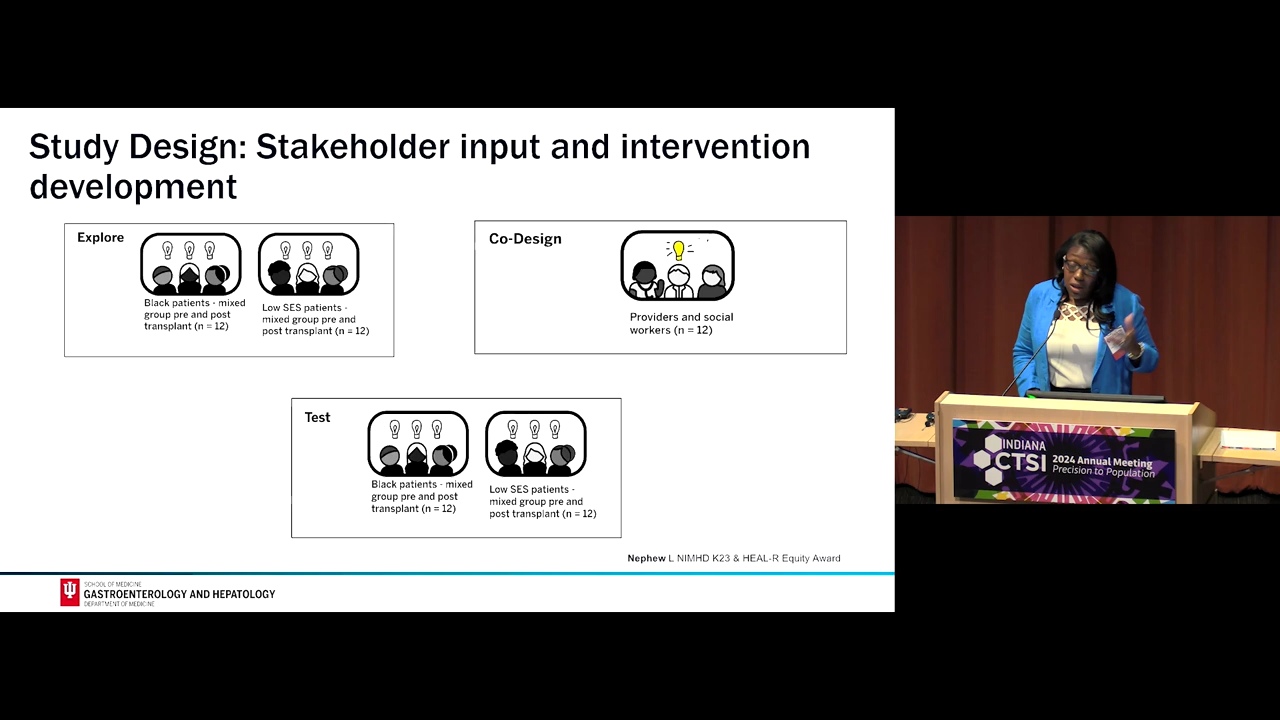 Study Design: Stakeholder input and intervention
development
Explore
Black patients - mixed
group pre and post
transplant (n = 12)
Low SES patients -
mixed group pre and
post transplant (n = 12)
Co-Design
Providers and social
workers (n = 12)
Test
Black patients - mixed
group pre and post
transplant (n = 12)
Low SES patients -
mixed group pre and
post transplant (n = 12)
Nephew L NIMHD K23 & HEAL-R Equity Award
SCHOOL OF MEDICINE
GASTROENTEROLOGY AND HEPATOLOGY
DEPARTMENT OF MEDICINE
INDIANA
CTSI
2024 Annual Meeting
Precision to Population